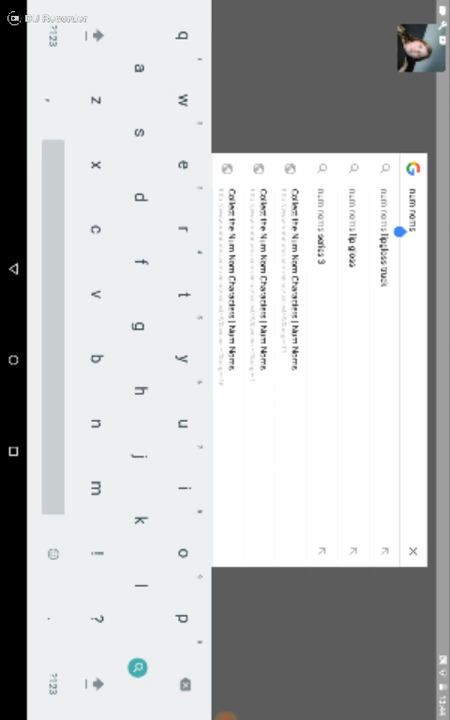 DU Recorder
12:44
num noms
num noms lipgloss truck
num noms lip gloss
num noms series 3
Collect the Num Nom Characters | Num Noms
Collect the Num Nom Characters | Num Noms
Collect the Num Nom Characters | Num Noms
q w e r t y u i o p
a s d f g h j k l
z x c v b n m ! ?
?123 , . ?123